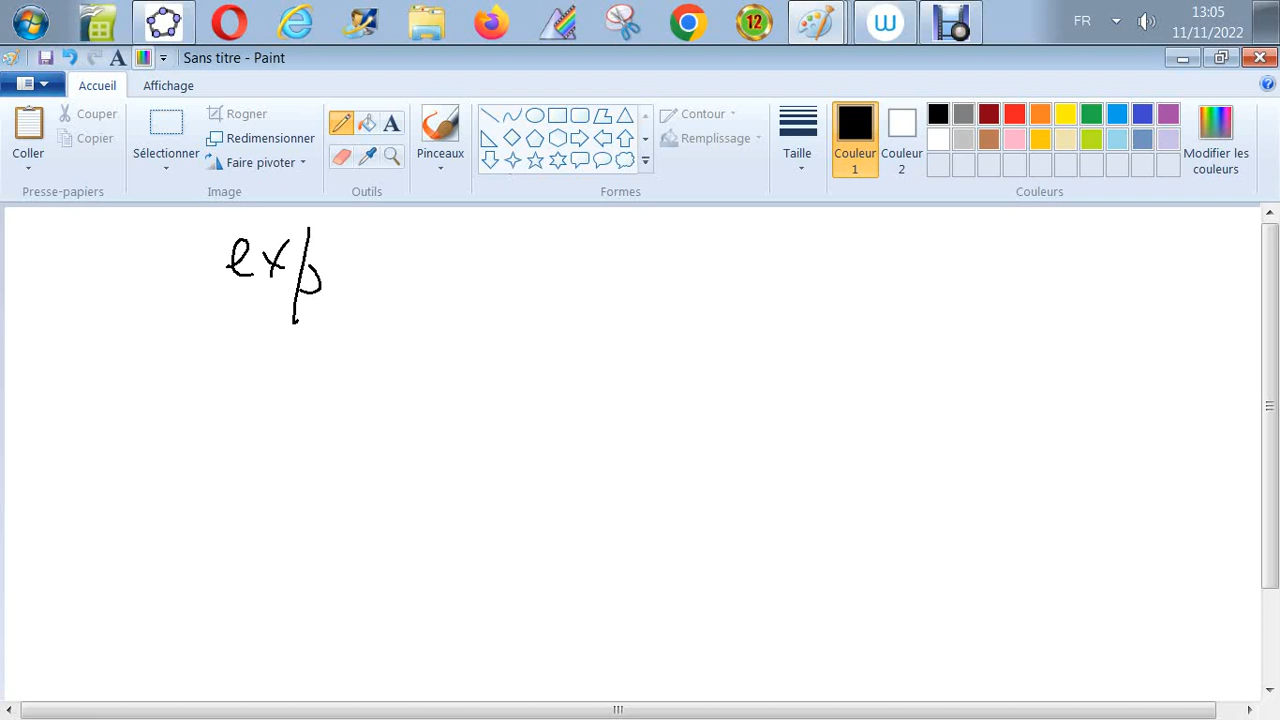 12
W
FR
13:05
11/11/2022
Sans titre - Paint
Accueil
Affichage
Coller
Couper
Copier
Presse-papiers
Sélectionner
Rogner
Redimensionner
Faire pivoter
Image
A
Outils
Pinceaux
Contour
Remplissage
Formes
Taille
Couleur
1
Couleur
2
Modifier les
couleurs
Couleurs
exp